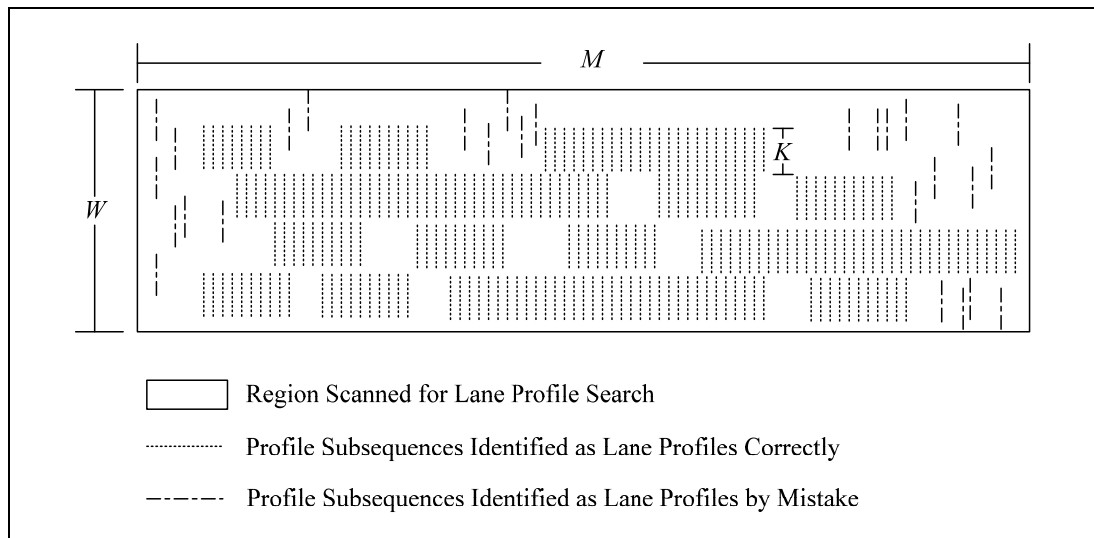 M
K
W
Region Scanned for Lane Profile Search
Profile Subsequences Identified as Lane Profiles Correctly
Profile Subsequences Identified as Lane Profiles by Mistake